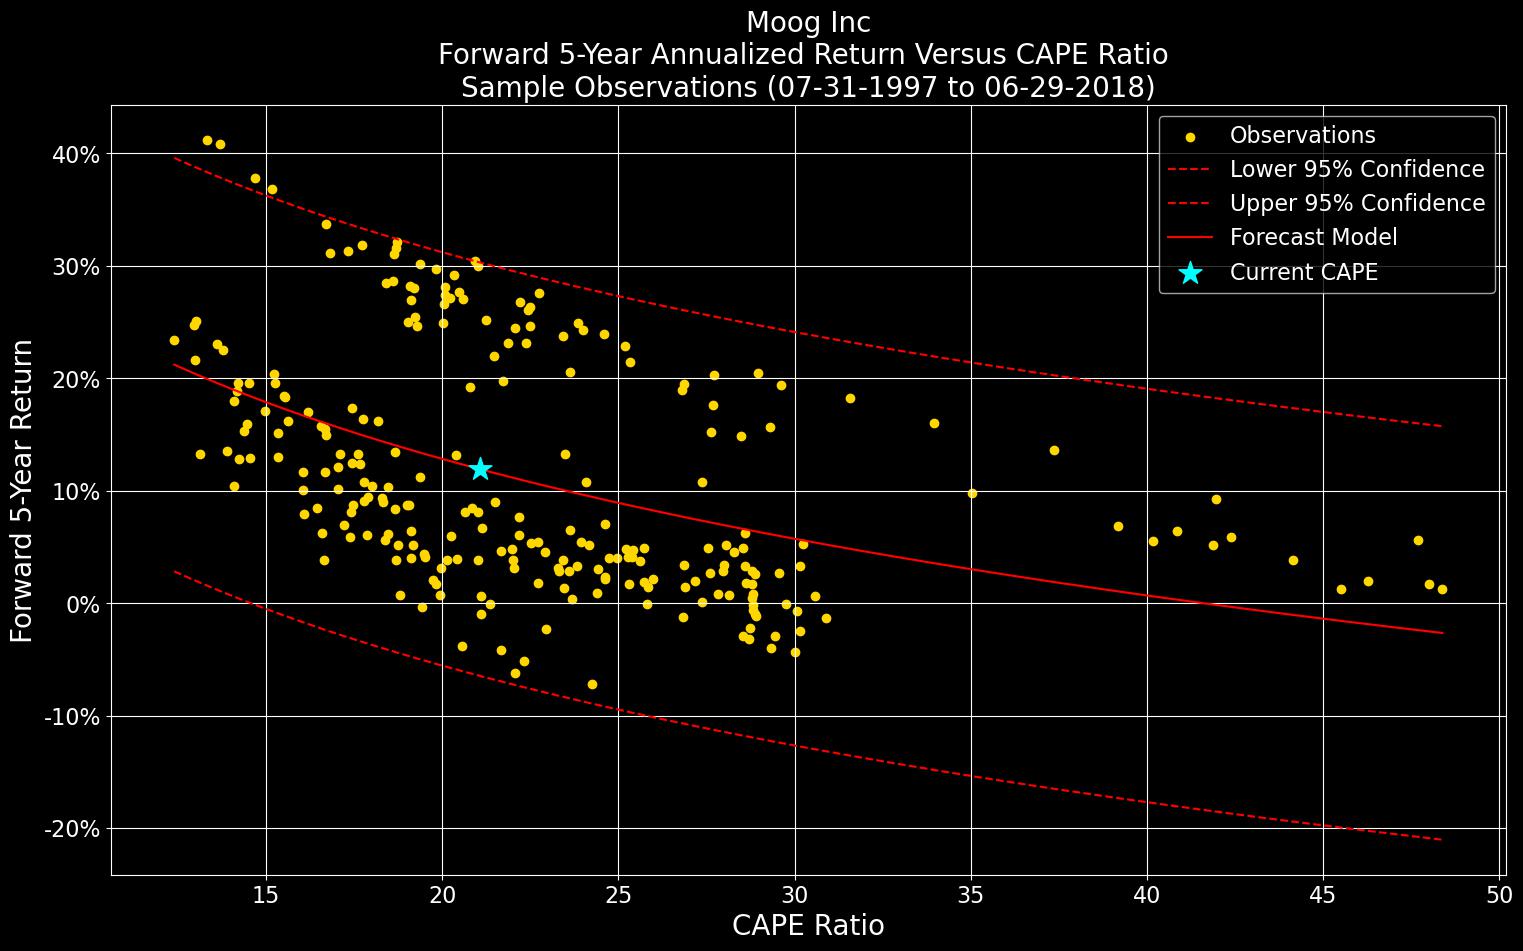 Moog Inc
Forward 5-Year Annualized Return Versus CAPE Ratio
Sample Observations (07-31-1997 to 06-29-2018)
Observations
Lower 95% Confidence
Upper 95% Confidence
Forecast Model
Current CAPE
Forward 5-Year Return
40%
30%
20%
10%
0%
-10%
-20%
15 20 25 30 35 40 45 50
CAPE Ratio